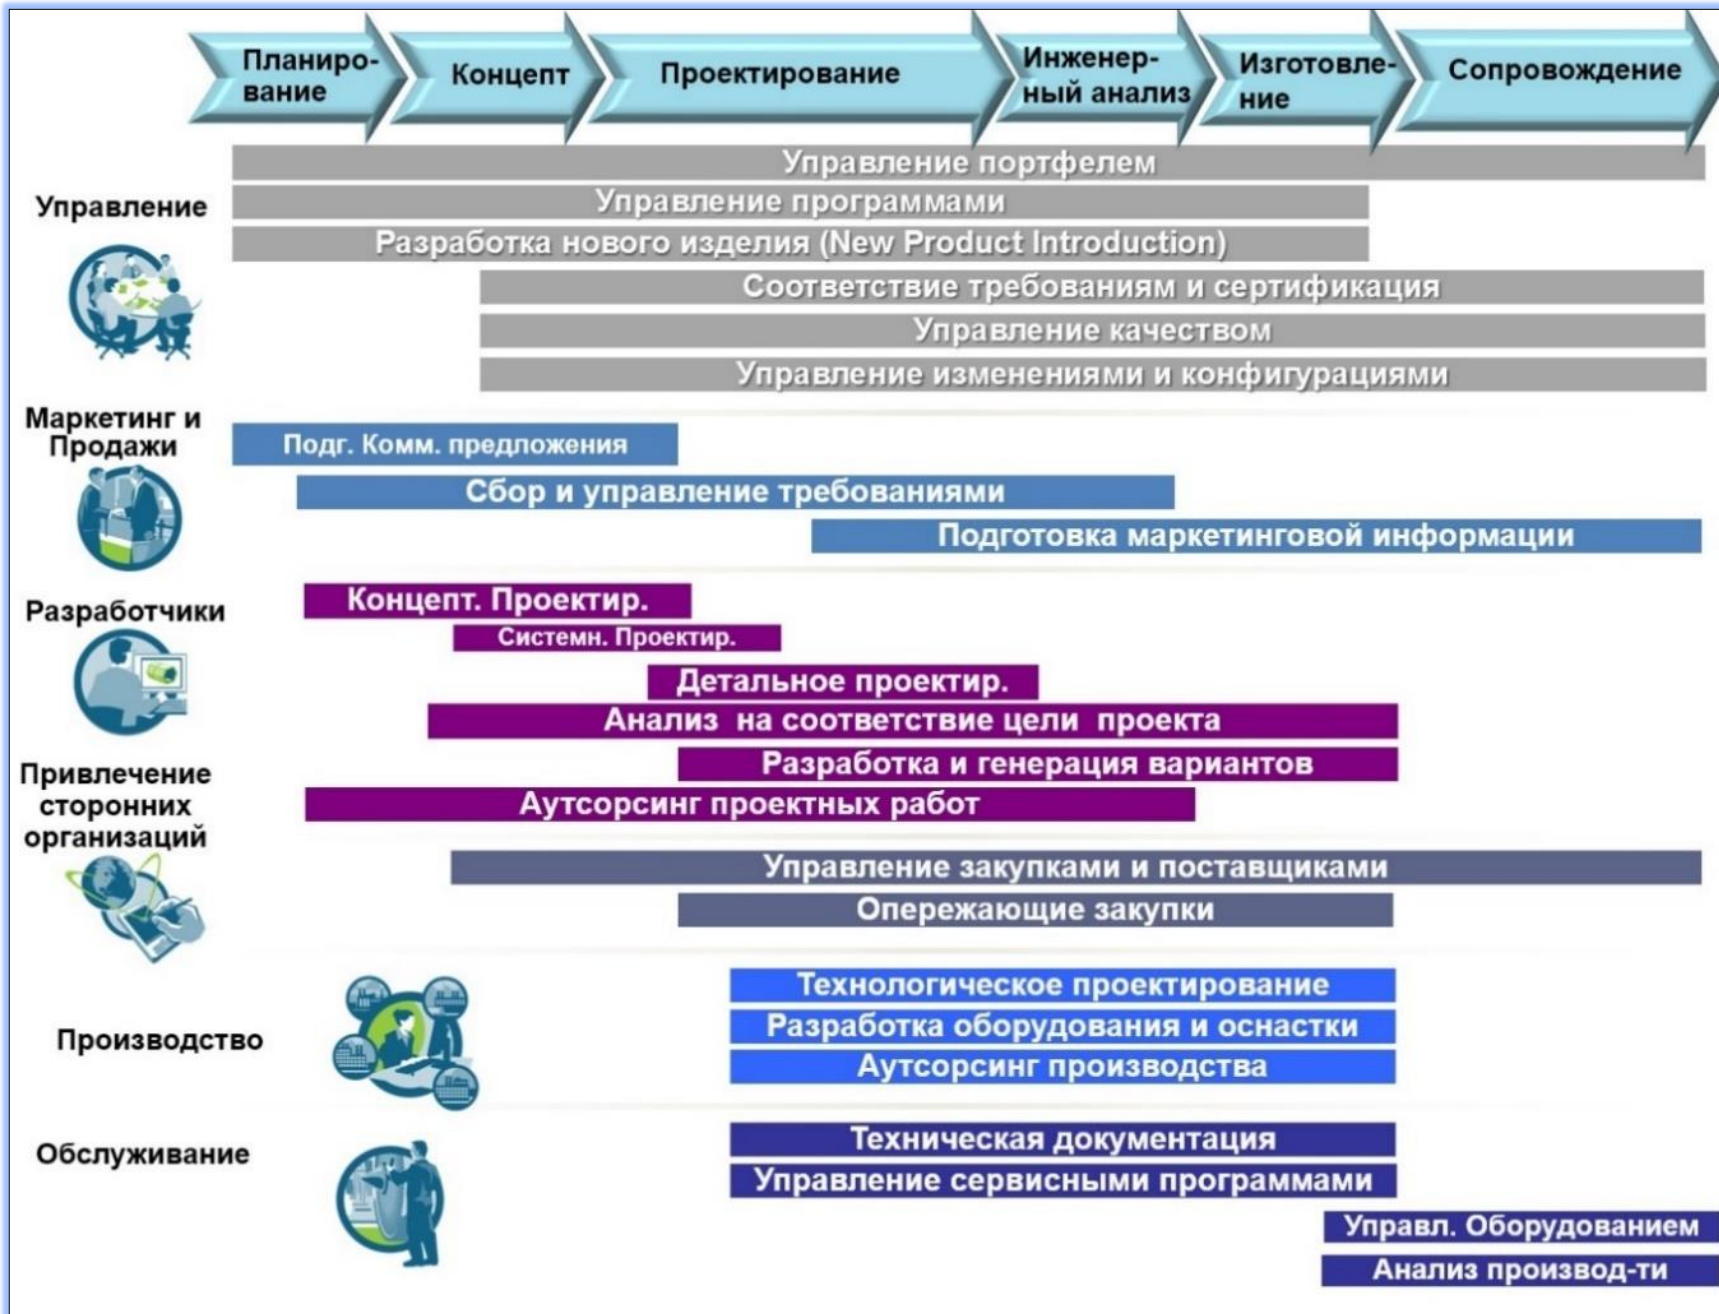 Планиро-
вание
Концепт
Проектирование
Инженер-
ный анализ
Изготовле-
ние
Сопровождение
Управление
Управление портфелем
Управление программами
Разработка нового изделия (New Product Introduction)
Соответствие требованиям и сертификация
Управление качеством
Управление изменениями и конфигурациями
Маркетинг и
Продажи
Подг. Комм. предложения
Сбор и управление требованиями
Подготовка маркетинговой информации
Разработчики
Концепт. Проектир.
Системн. Проектир.
Детальное проектир.
Анализ на соответствие цели проекта
Разработка и генерация вариантов
Аутсорсинг проектных работ
Привлечение
сторонних
организаций
Управление закупками и поставщиками
Опережающие закупки
Производство
Технологическое проектирование
Разработка оборудования и оснастки
Аутсорсинг производства
Обслуживание
Техническая документация
Управление сервисными программами
Управл. Оборудованием
Анализ производ-ти